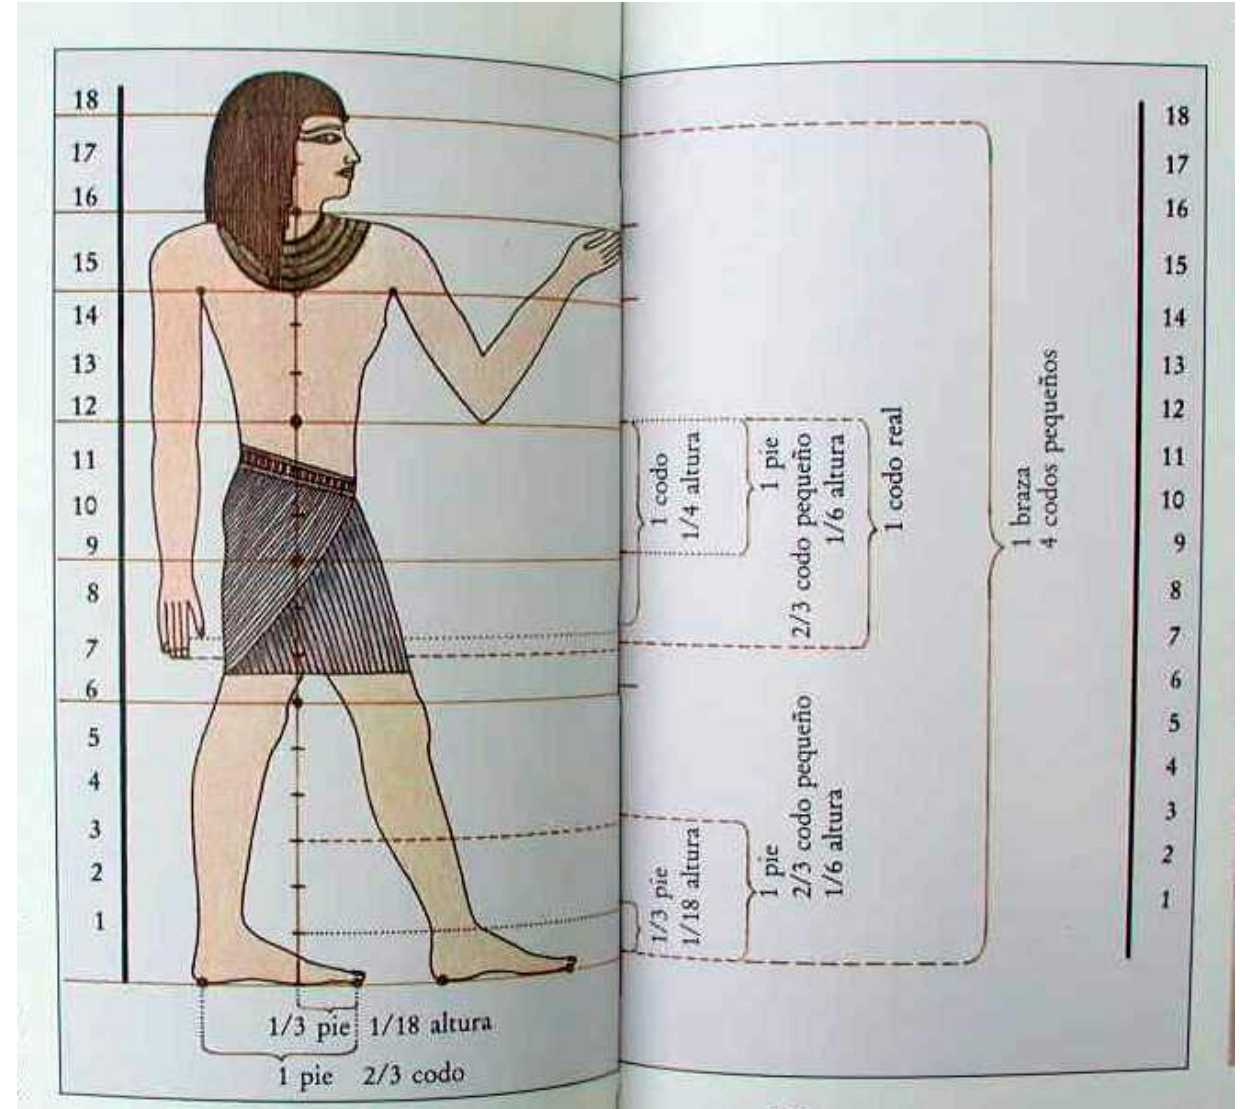 18
17
16
15
14
13
12
11
10
9
8
7
6
5
4
3
2
1
1/3 pie 1/18 altura
1 pie 2/3 codo
1 codo
1/4 altura
1 pie
2/3 codo pequeño
1/6 altura
1 codo real
1 braza
4 codos pequeños
1/3 pie
1/18 altura
1 pie
2/3 codo pequeño
1/6 altura
18
17
16
15
14
13
12
11
10
9
8
7
6
5
4
3
2
1